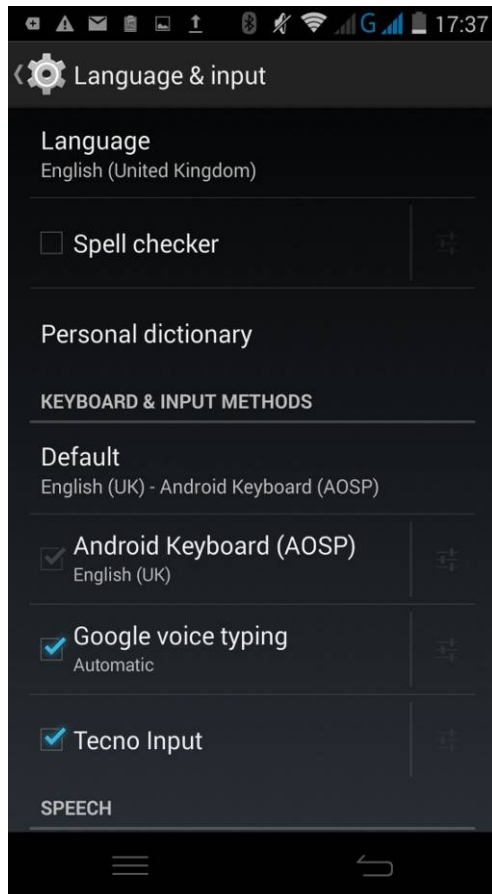 G 17:37
Language & input
Language
English (United Kingdom)
Spell checker
Personal dictionary
KEYBOARD & INPUT METHODS
Default
English (UK) - Android Keyboard (AOSP)
Android Keyboard (AOSP)
English (UK)
Google voice typing
Automatic
Tecno Input
SPEECH